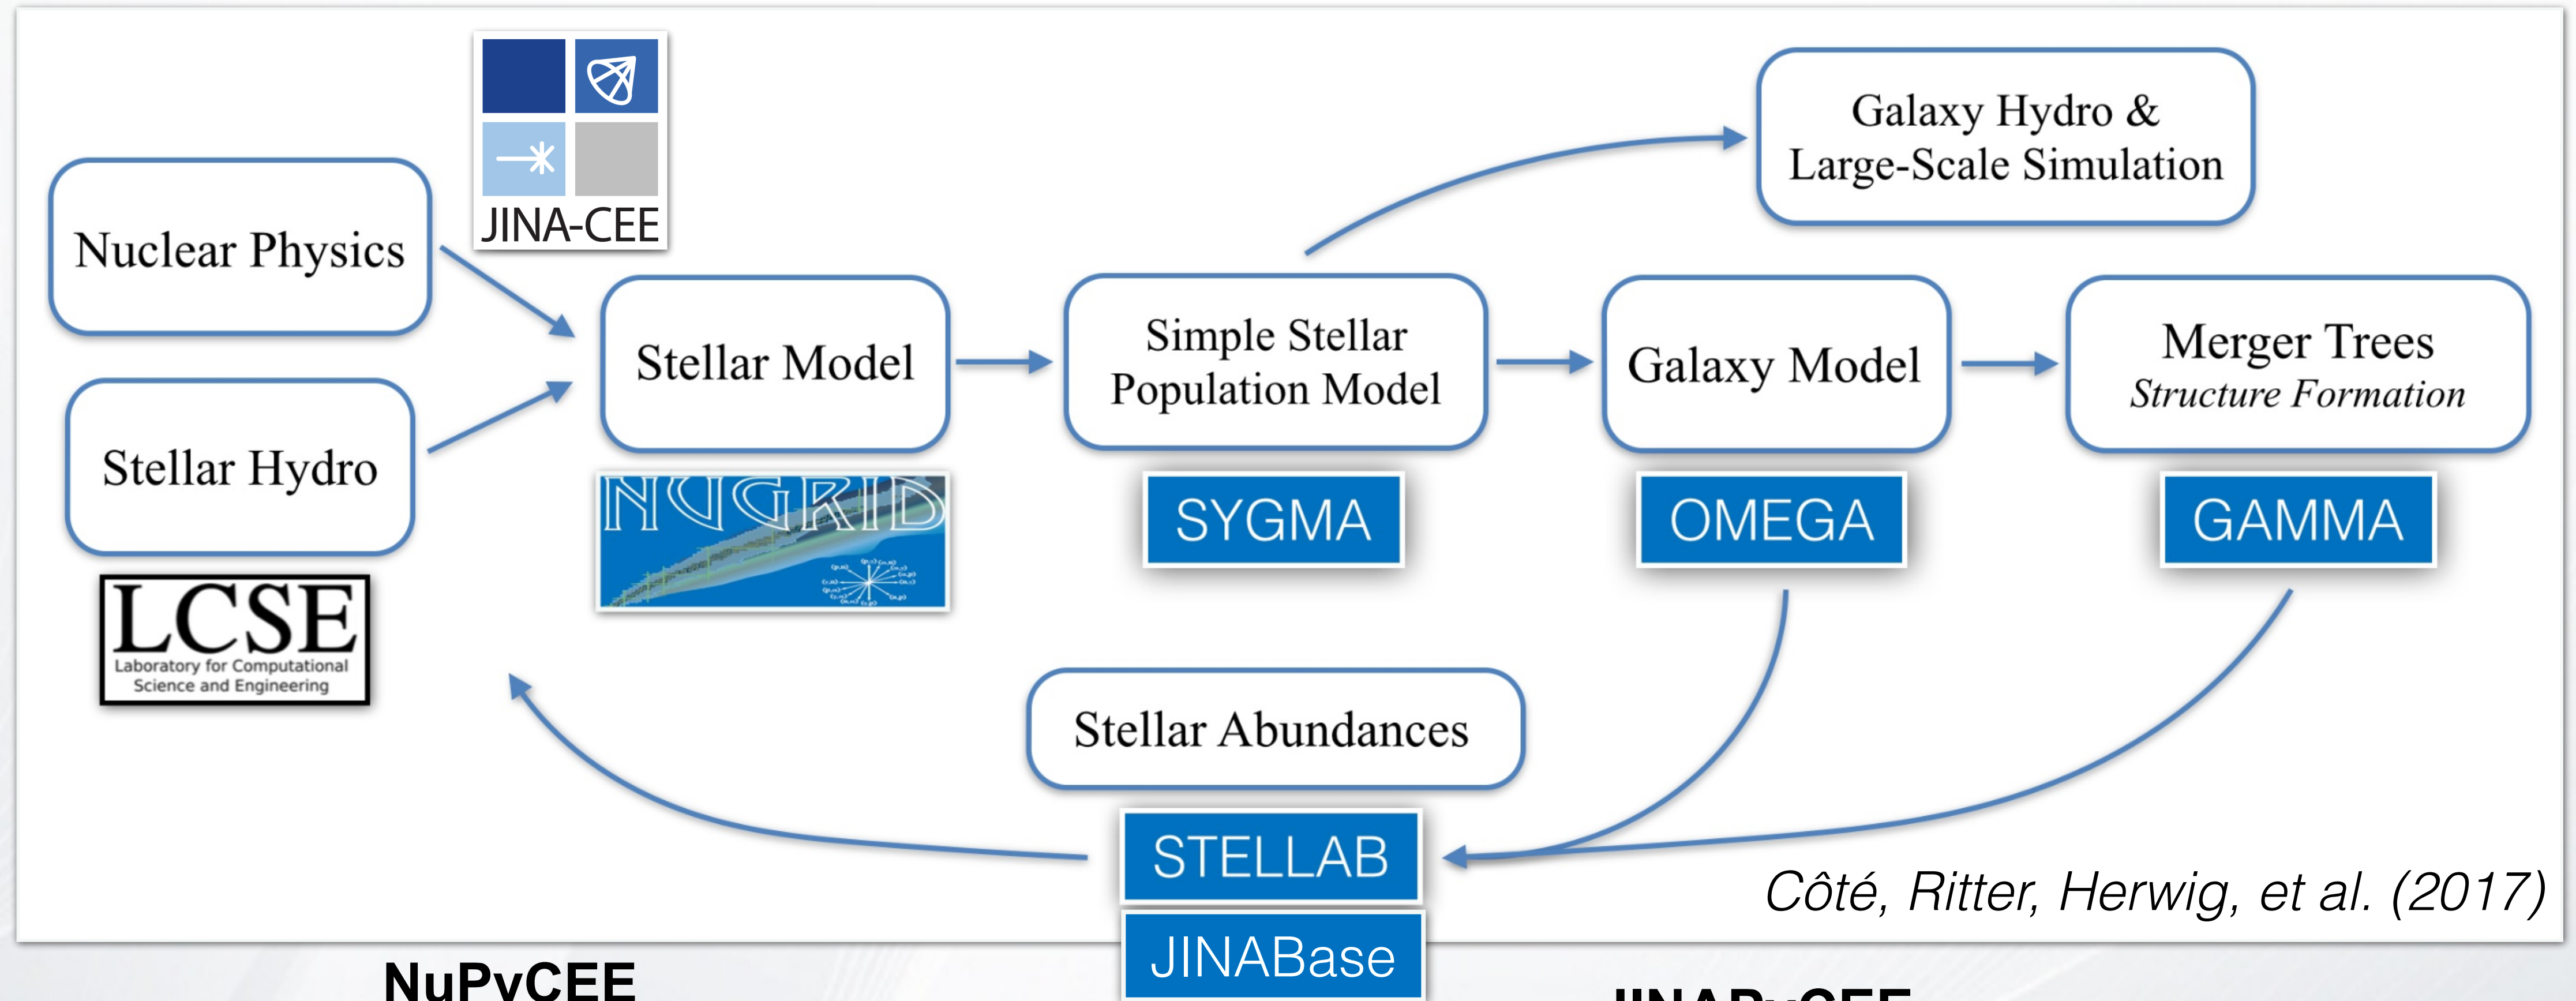 JINA-CEE
Galaxy Hydro &
Large-Scale Simulation
Nuclear Physics
Stellar Hydro
LCSE
Laboratory for Computational
Science and Engineering
Stellar Model
NUGRID
Simple Stellar
Population Model
SYGMA
Galaxy Model
OMEGA
Merger Trees
Structure Formation
GAMMA
Stellar Abundances
STELLAB
JINABase
Côté, Ritter, Herwig, et al. (2017)
NuPyCEE
JINAPyCEE